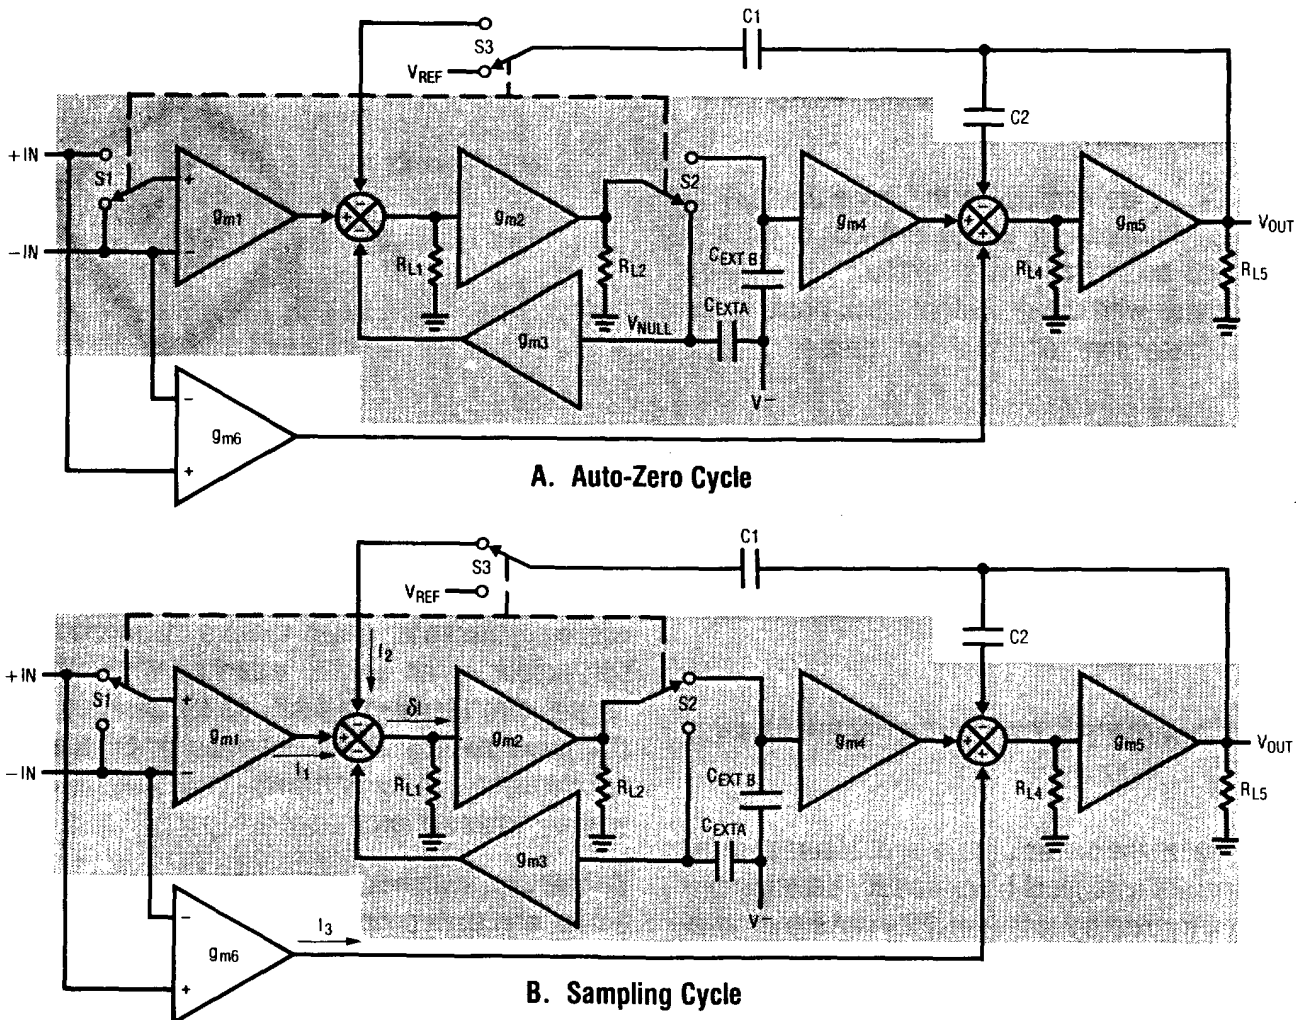 C1
S3
VREF
C2
+ IN
S1
+
gm1
−
− IN
−
+
−
gm2
RL1
RL2
S2
CEXT B
CEXTA
VNULL
gm3
V−
gm4
−
+
+
gm5
RL4
RL5
VOUT
−
gm6
+
A. Auto-Zero Cycle
C1
S3
VREF
I2
C2
+ IN
S1
+
gm1
−
− IN
I1
−
+
−
δI
gm2
RL1
RL2
S2
CEXT B
CEXTA
gm3
V−
gm4
−
+
+
gm5
RL4
RL5
VOUT
−
gm6
+
I3
B. Sampling Cycle